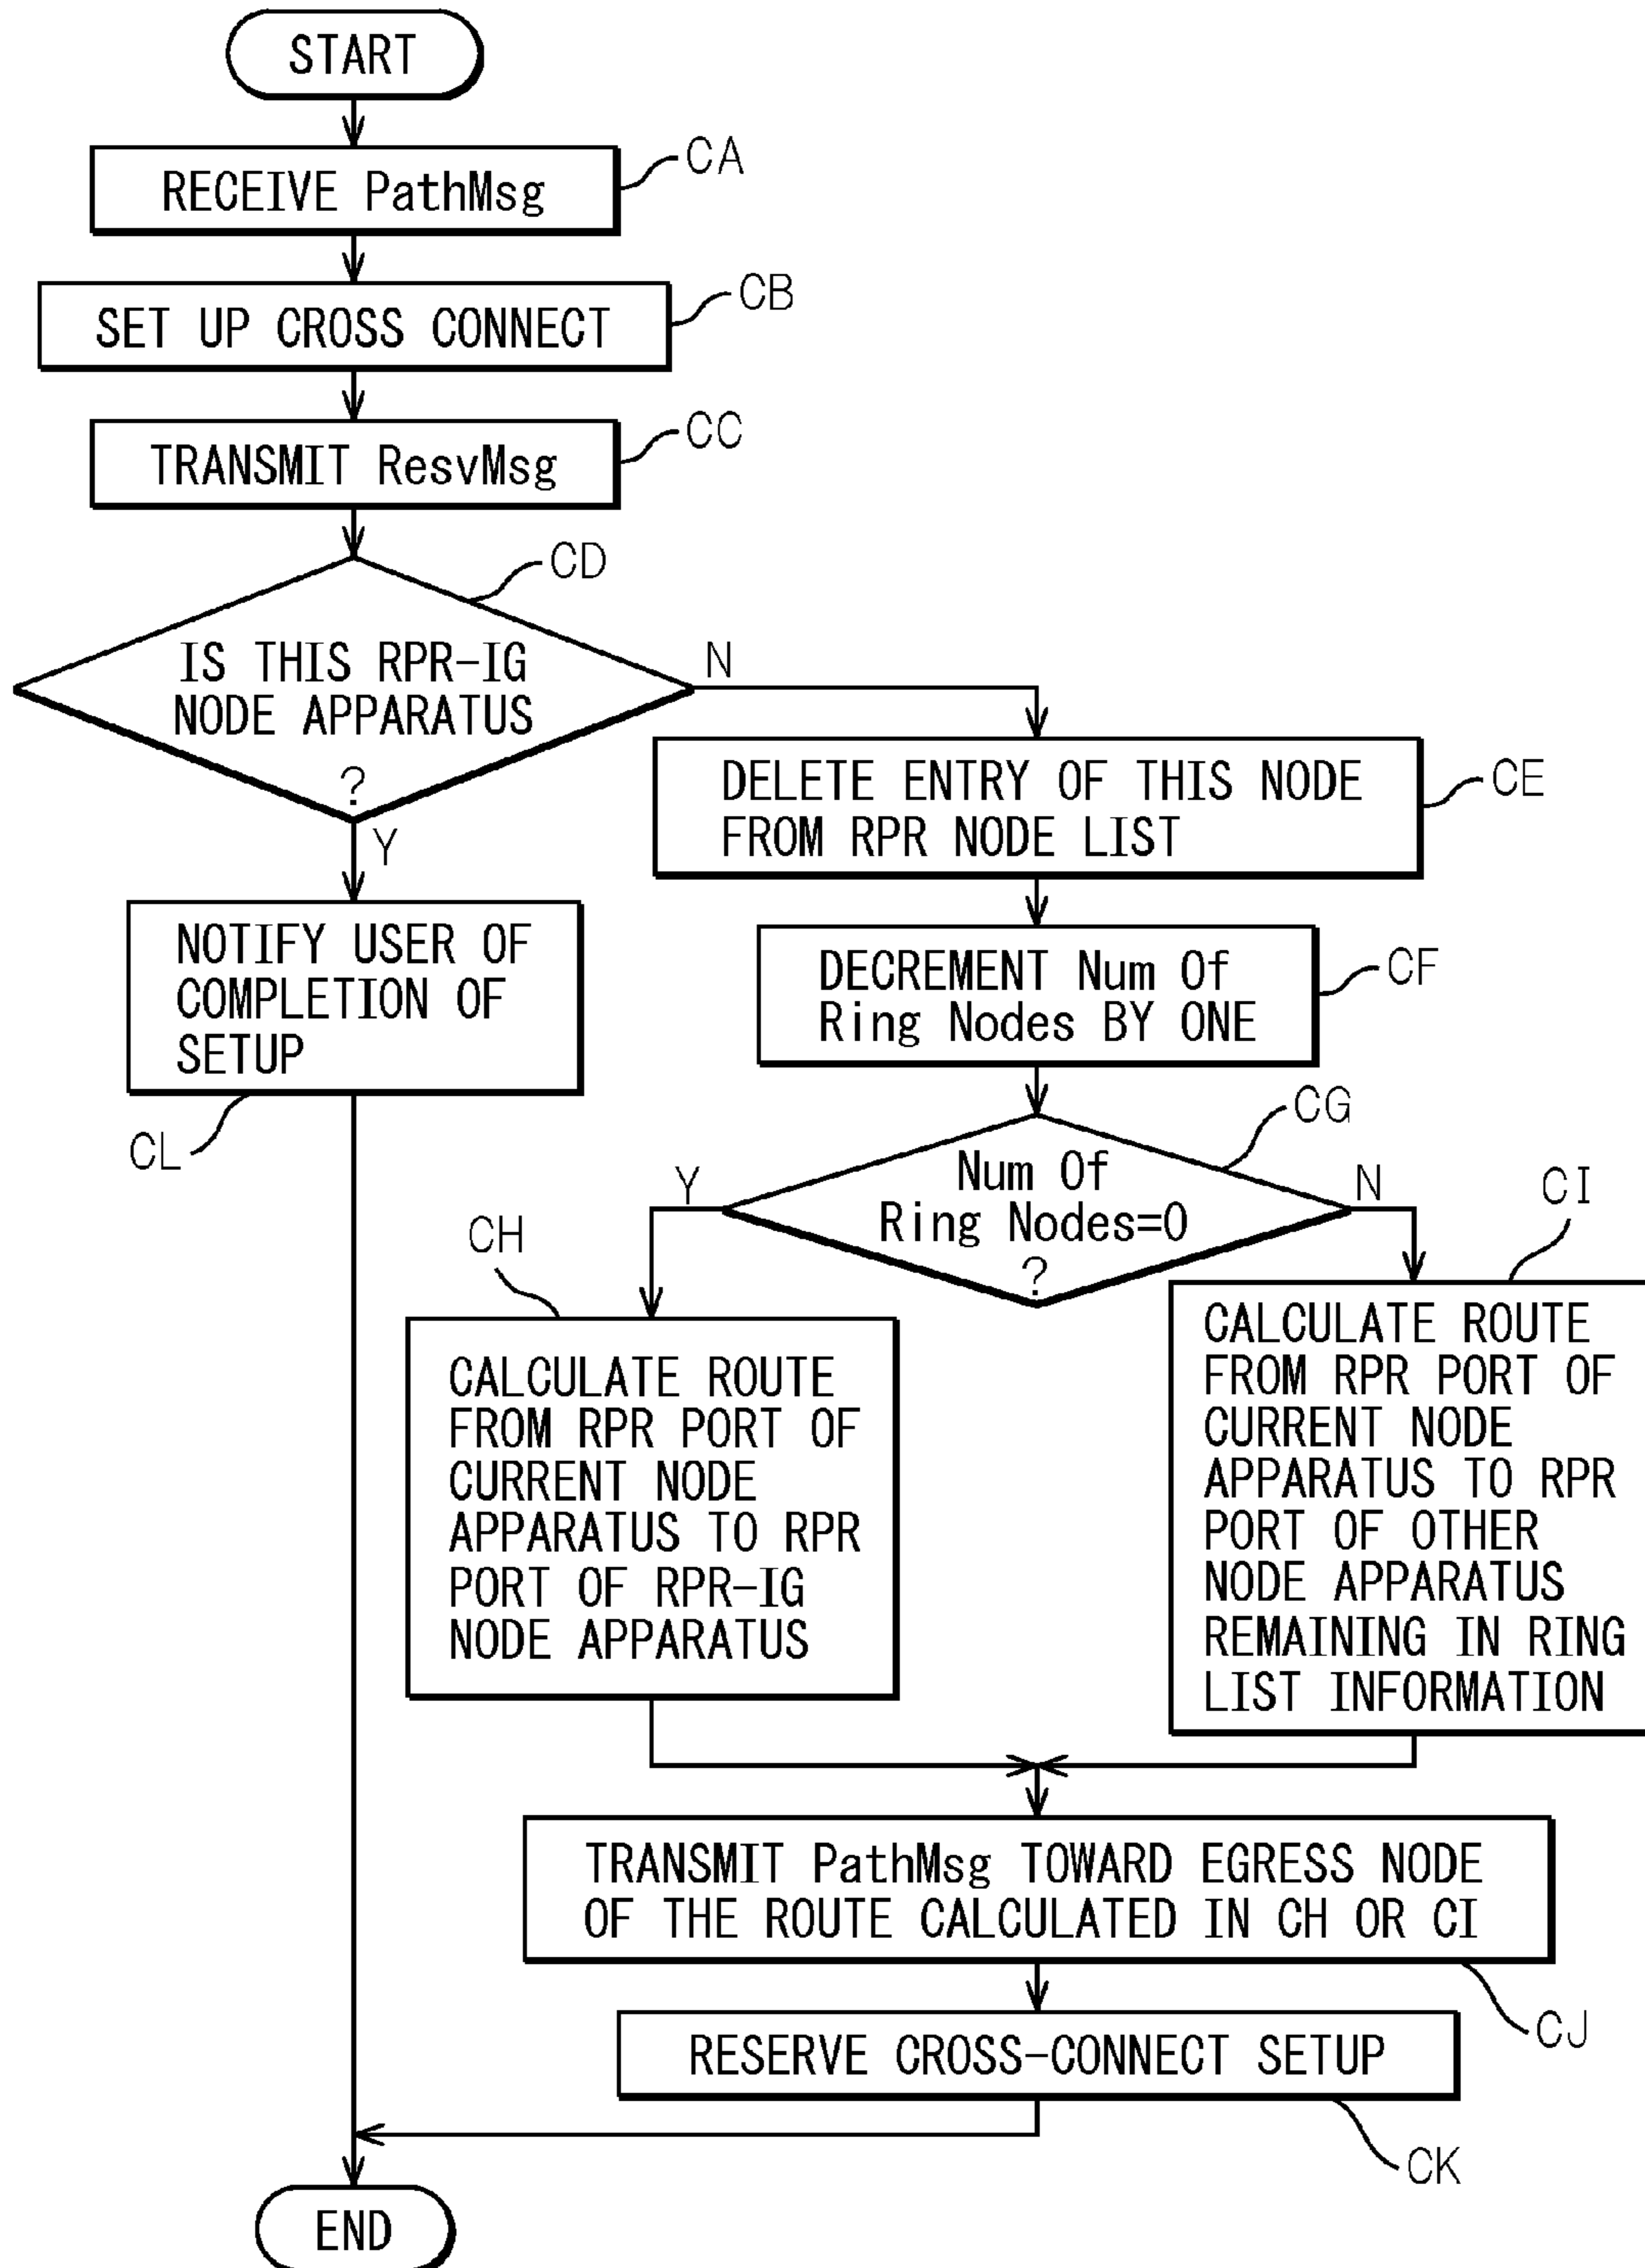 START
RECEIVE PathMsg
CA
SET UP CROSS CONNECT
CB
TRANSMIT ResvMsg
CC
CD
IS THIS RPR-IG
NODE APPARATUS
?
N
Y
DELETE ENTRY OF THIS NODE
FROM RPR NODE LIST
CE
NOTIFY USER OF
COMPLETION OF
SETUP
CL
DECREMENT Num Of
Ring Nodes BY ONE
CF
CG
Num Of
Ring Nodes=0
?
Y
N
CH
CI
CALCULATE ROUTE
FROM RPR PORT OF
CURRENT NODE
APPARATUS TO RPR
PORT OF RPR-IG
NODE APPARATUS
CALCULATE ROUTE
FROM RPR PORT OF
CURRENT NODE
APPARATUS TO RPR
PORT OF OTHER
NODE APPARATUS
REMAINING IN RING
LIST INFORMATION
TRANSMIT PathMsg TOWARD EGRESS NODE
OF THE ROUTE CALCULATED IN CH OR CI
CJ
RESERVE CROSS-CONNECT SETUP
CK
END